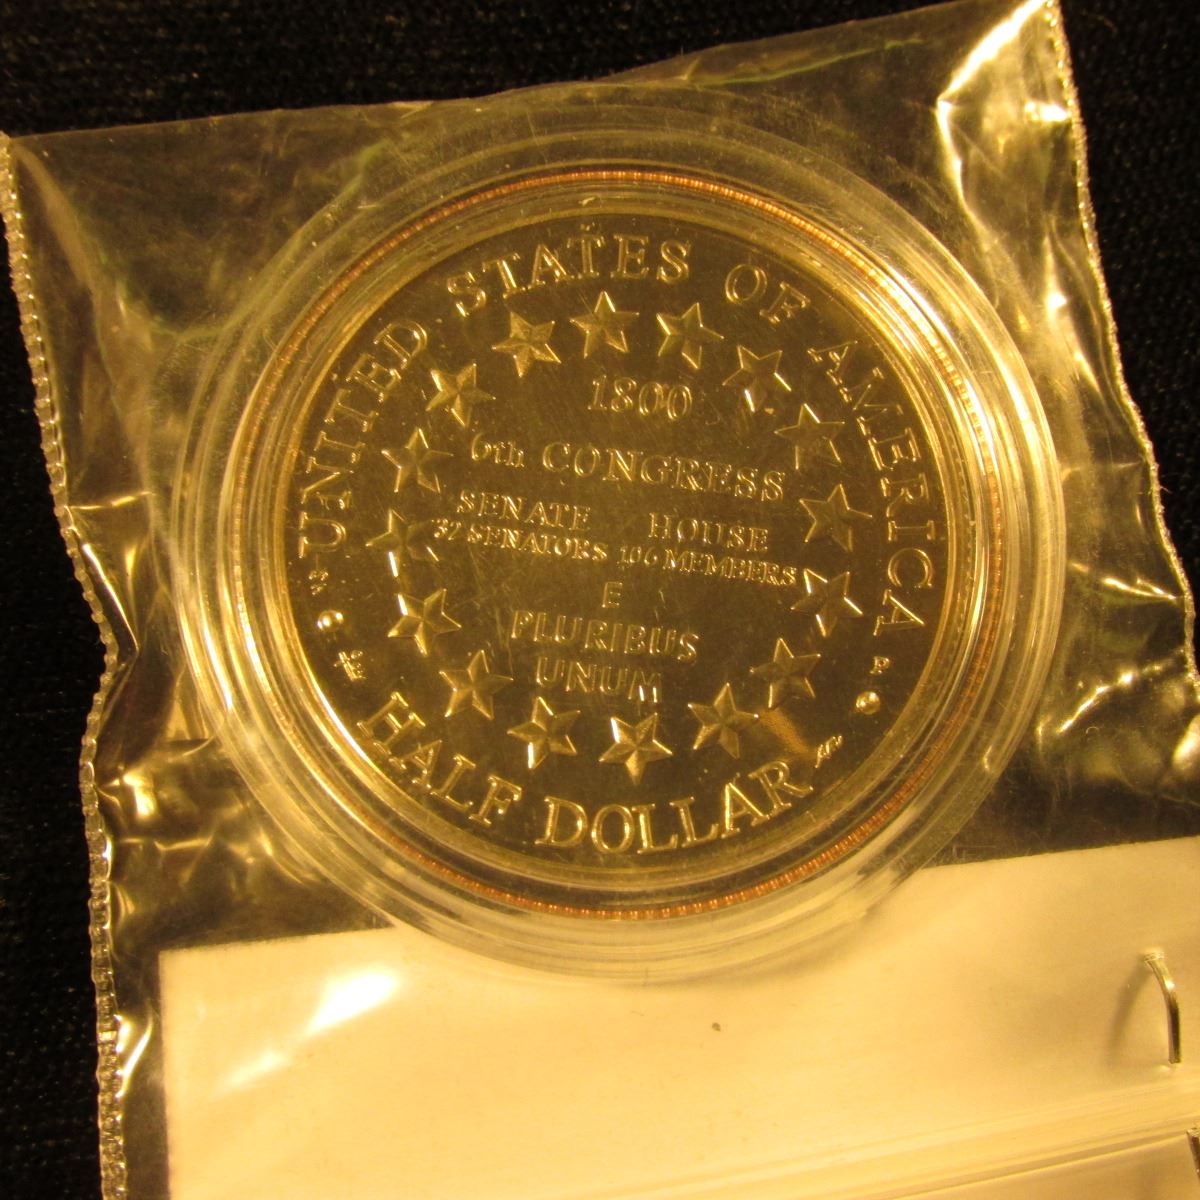 UNITED STATES OF AMERICA
1800
6th CONGRESS
SENATE HOUSE
32 SENATORS 106 MEMBERS
E
PLURIBUS
UNUM
P
HALF DOLLAR